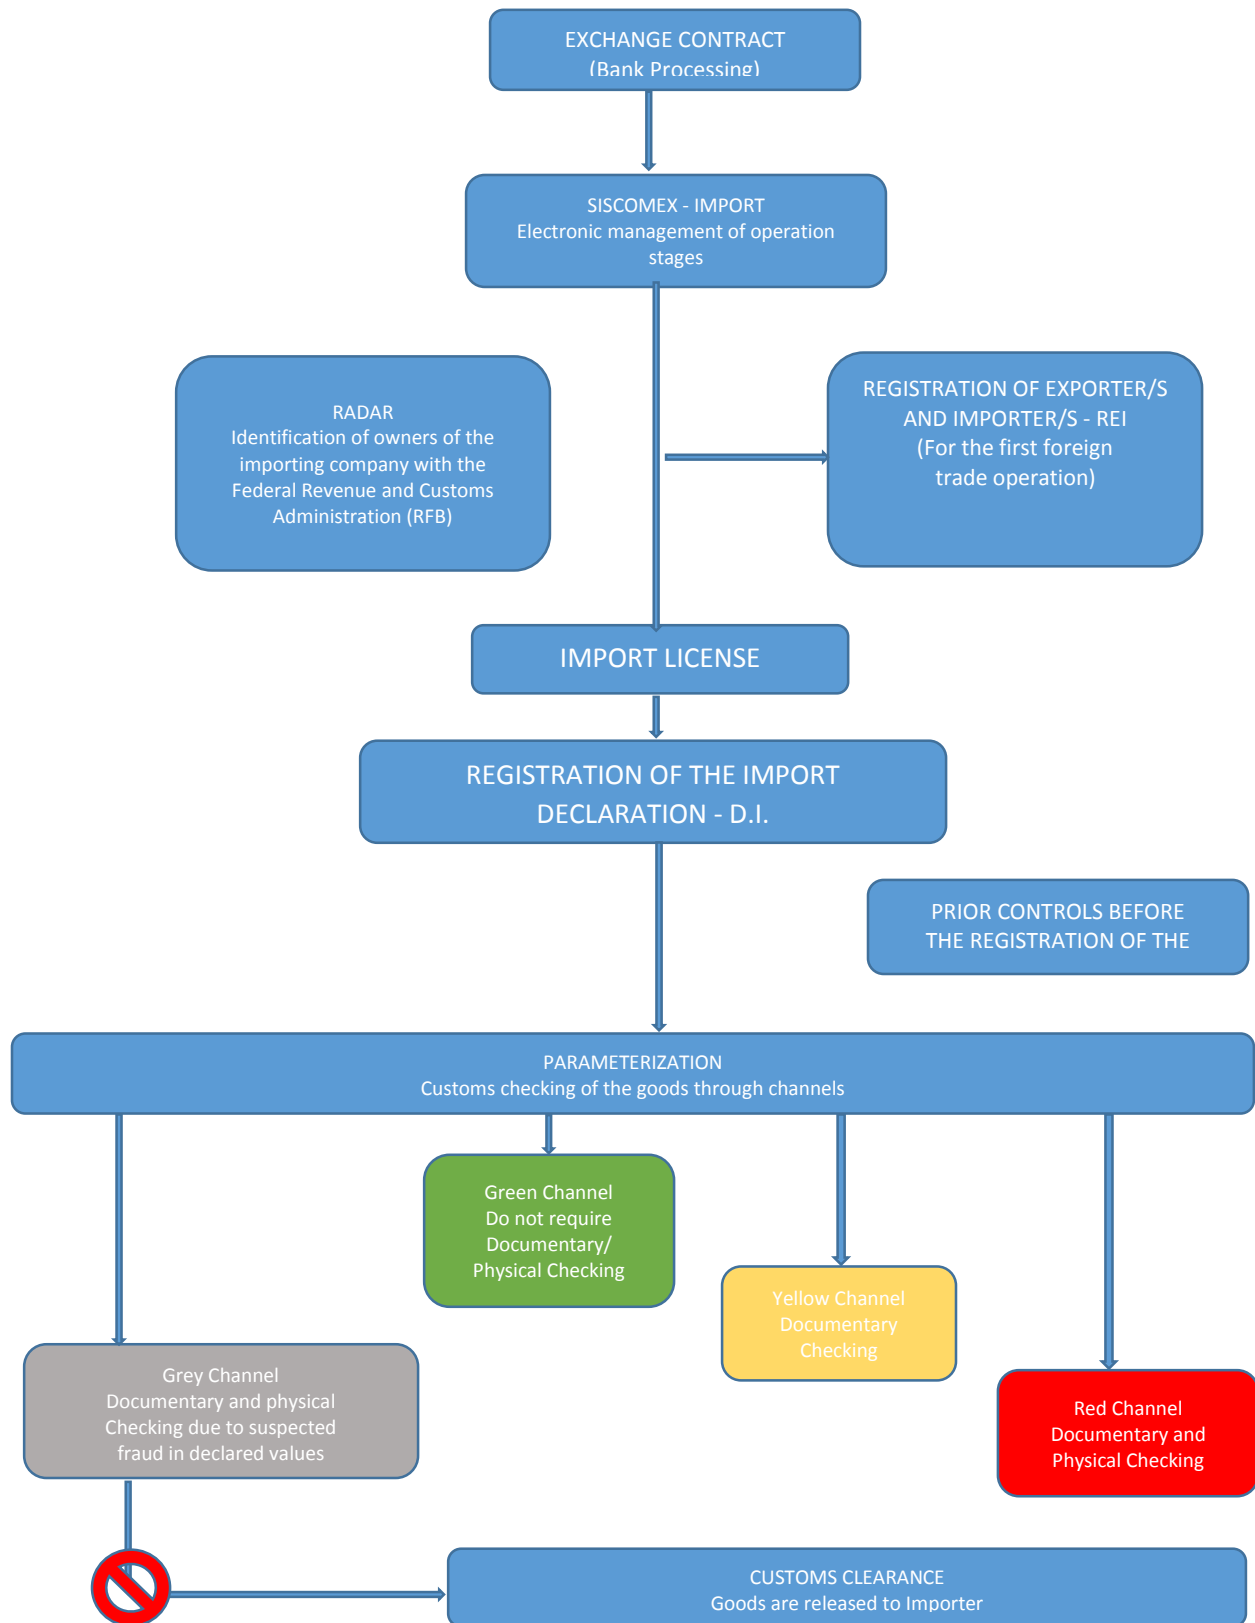 EXCHANGE CONTRACT
(Bank Processing)
SISCOMEX - IMPORT
Electronic management of operation
stages
RADAR
Identification of owners of the
importing company with the
Federal Revenue and Customs
Administration (RFB)
REGISTRATION OF EXPORTER/S
AND IMPORTER/S - REI
(For the first foreign
trade operation)
IMPORT LICENSE
REGISTRATION OF THE IMPORT
DECLARATION - D.I.
PRIOR CONTROLS BEFORE
THE REGISTRATION OF THE
PARAMETERIZATION
Customs checking of the goods through channels
Green Channel
Do not require
Documentary/
Physical Checking
Yellow Channel
Documentary
Checking
Grey Channel
Documentary and physical
Checking due to suspected
fraud in declared values
Red Channel
Documentary and
Physical Checking
CUSTOMS CLEARANCE
Goods are released to Importer